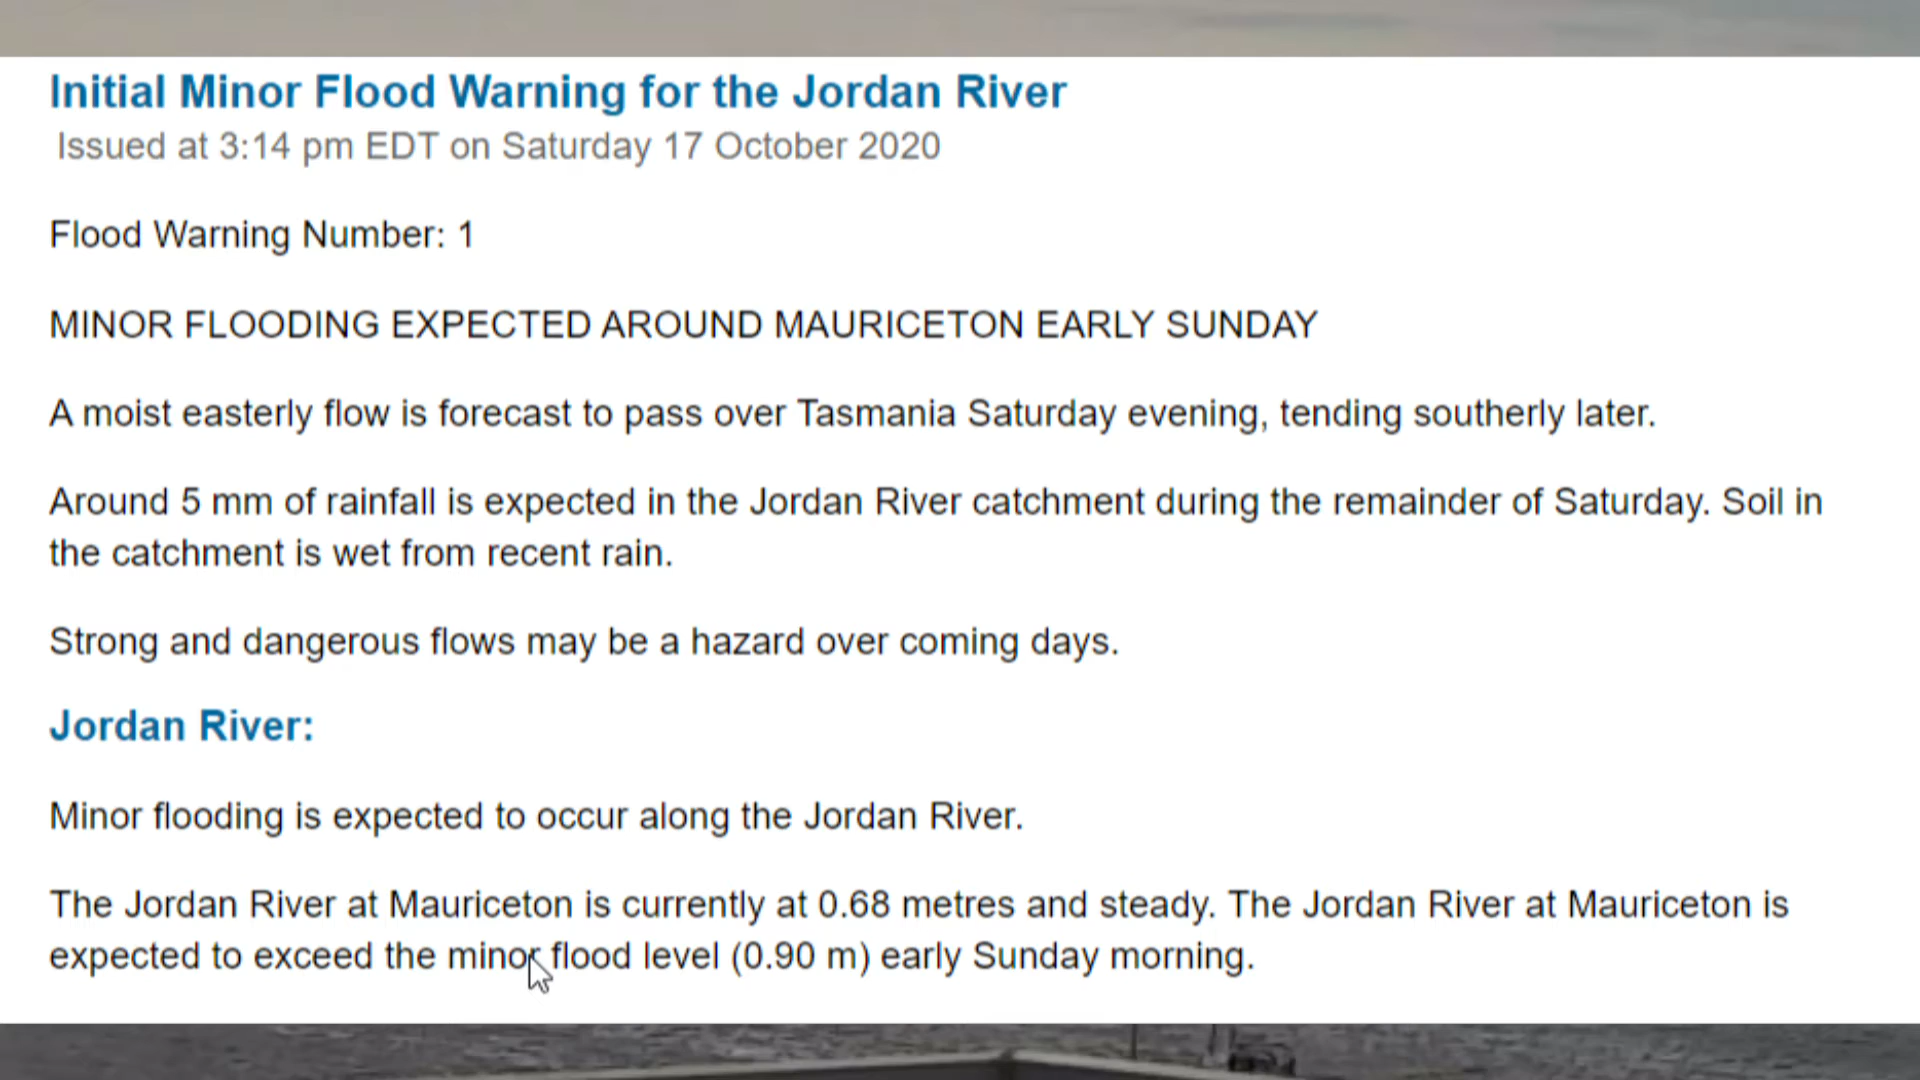 Initial Minor Flood Warning for the Jordan River
Issued at 3:14 pm EDT on Saturday 17 October 2020
Flood Warning Number: 1
MINOR FLOODING EXPECTED AROUND MAURICETON EARLY SUNDAY
A moist easterly flow is forecast to pass over Tasmania Saturday evening, tending southerly later.
Around 5 mm of rainfall is expected in the Jordan River catchment during the remainder of Saturday. Soil in
the catchment is wet from recent rain.
Strong and dangerous flows may be a hazard over coming days.
Jordan River:
Minor flooding is expected to occur along the Jordan River.
The Jordan River at Mauriceton is currently at 0.68 metres and steady. The Jordan River at Mauriceton is
expected to exceed the minor flood level (0.90 m) early Sunday morning.